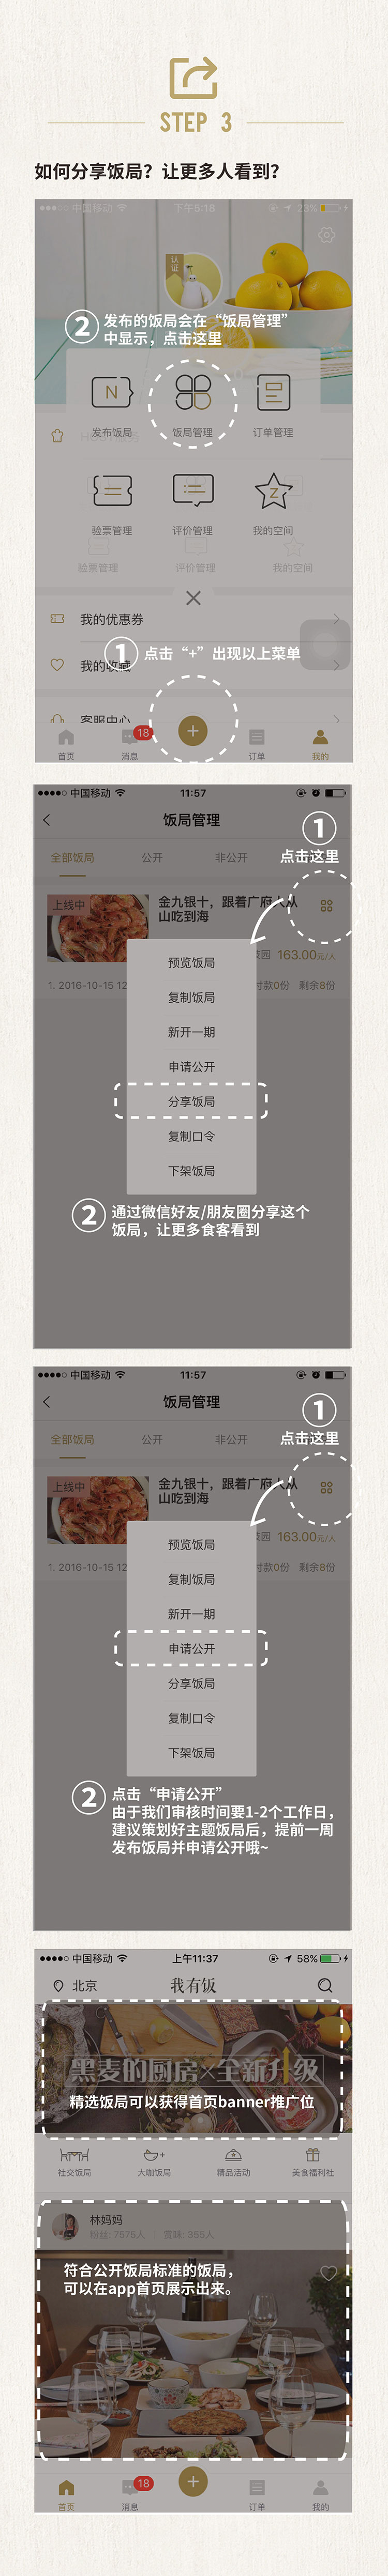 STEP 3
如何分享饭局？让更多人看到？
中国移动
下午5:18
23%
认证
② 发布的饭局会在“饭局管理”
中显示，点击这里
发布饭局
饭局管理
订单管理
验票管理
评价管理
我的空间
验票管理
评价管理
我的空间
我的优惠券
① 点击“+”出现以上菜单
我的收藏
客服中心
18
首页
消息
订单
我的
中国移动
11:57
饭局管理
①
点击这里
全部饭局
公开
非公开
上线中
金九银十，跟着广府人从
山吃到海
163.00元/人
1. 2016-10-15 12
付款0份
剩余8份
预览饭局
复制饭局
新开一期
申请公开
分享饭局
复制口令
下架饭局
② 通过微信好友/朋友圈分享这个
饭局，让更多食客看到
中国移动
11:57
饭局管理
①
点击这里
全部饭局
公开
非公开
上线中
金九银十，跟着广府人从
山吃到海
163.00元/人
1. 2016-10-15 12
付款0份
剩余8份
预览饭局
复制饭局
新开一期
申请公开
分享饭局
复制口令
下架饭局
② 点击“申请公开”
由于我们审核时间要1-2个工作日，
建议策划好主题饭局后，提前一周
发布饭局并申请公开哦~
中国移动
上午11:37
58%
北京
我有饭
黑麦的厨房×全新升级
精选饭局可以获得首页banner推广位
社交饭局
大咖饭局
精品活动
美食福利社
林妈妈
粉丝: 7575人
赏味: 355人
符合公开饭局标准的饭局，
可以在app首页展示出来。
18
首页
消息
订单
我的